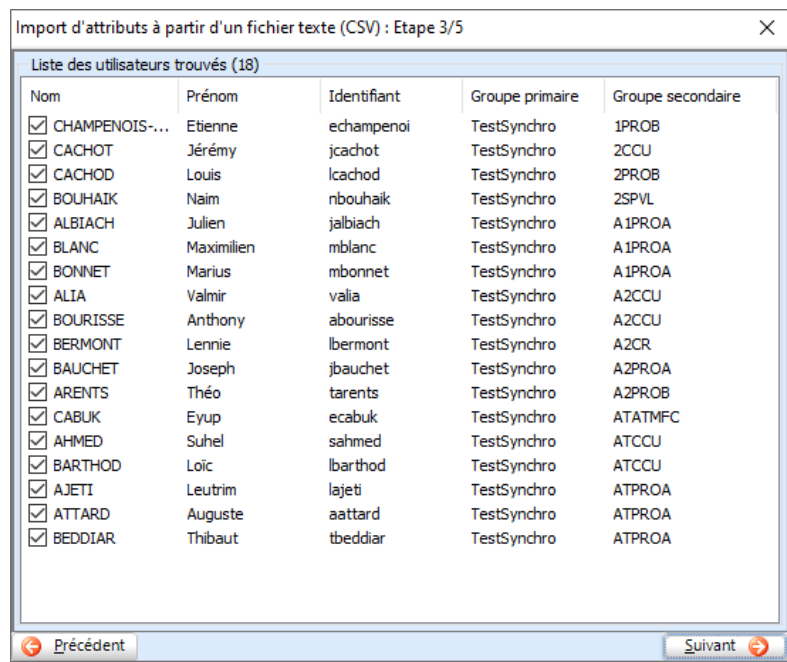 Import d'attributs à partir d'un fichier texte (CSV) : Etape 3/5
Liste des utilisateurs trouvés (18)
Nom Prénom Identifiant Groupe primaire Groupe secondaire
CHAMPENOIS-... Etienne echampenoi TestSynchro 1PROB
CACHOT Jérémy jcachot TestSynchro 2CCU
CACHOD Louis lcachod TestSynchro 2PROB
BOUHAIK Naim nbouhaik TestSynchro 2SPVL
ALBIACH Julien jalbiach TestSynchro A1PROA
BLANC Maximilien mblanc TestSynchro A1PROA
BONNET Marius mbonnet TestSynchro A1PROA
ALIA Valmir valia TestSynchro A2CCU
BOURISSE Anthony abourisse TestSynchro A2CCU
BERMONT Lennie lbermont TestSynchro A2CR
BAUCHET Joseph jbauchet TestSynchro A2PROA
ARENTS Théo tarents TestSynchro A2PROB
CABUK Eyup ecabuk TestSynchro ATATMFC
AHMED Suhel sahmed TestSynchro ATCCU
BARTHOD Loïc lbarthod TestSynchro ATCCU
AJETI Leutrim lajeti TestSynchro ATPROA
ATTARD Auguste aattard TestSynchro ATPROA
BEDDIAR Thibaut tbeddiar TestSynchro ATPROA
Précédent Suivant